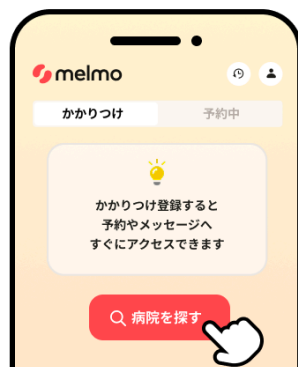 melmo
かかりつけ
予約中
かかりつけ登録すると
予約やメッセージへ
すぐにアクセスできます
病院を探す